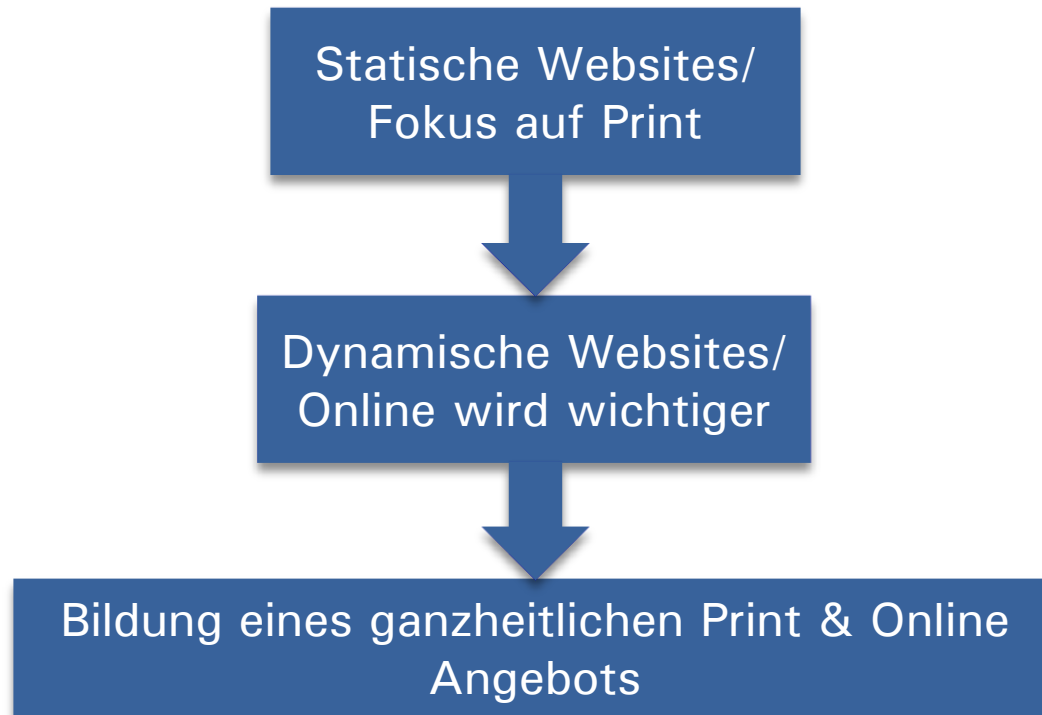 Statische Websites/
Fokus auf Print
Dynamische Websites/
Online wird wichtiger
Bildung eines ganzheitlichen Print & Online
Angebots